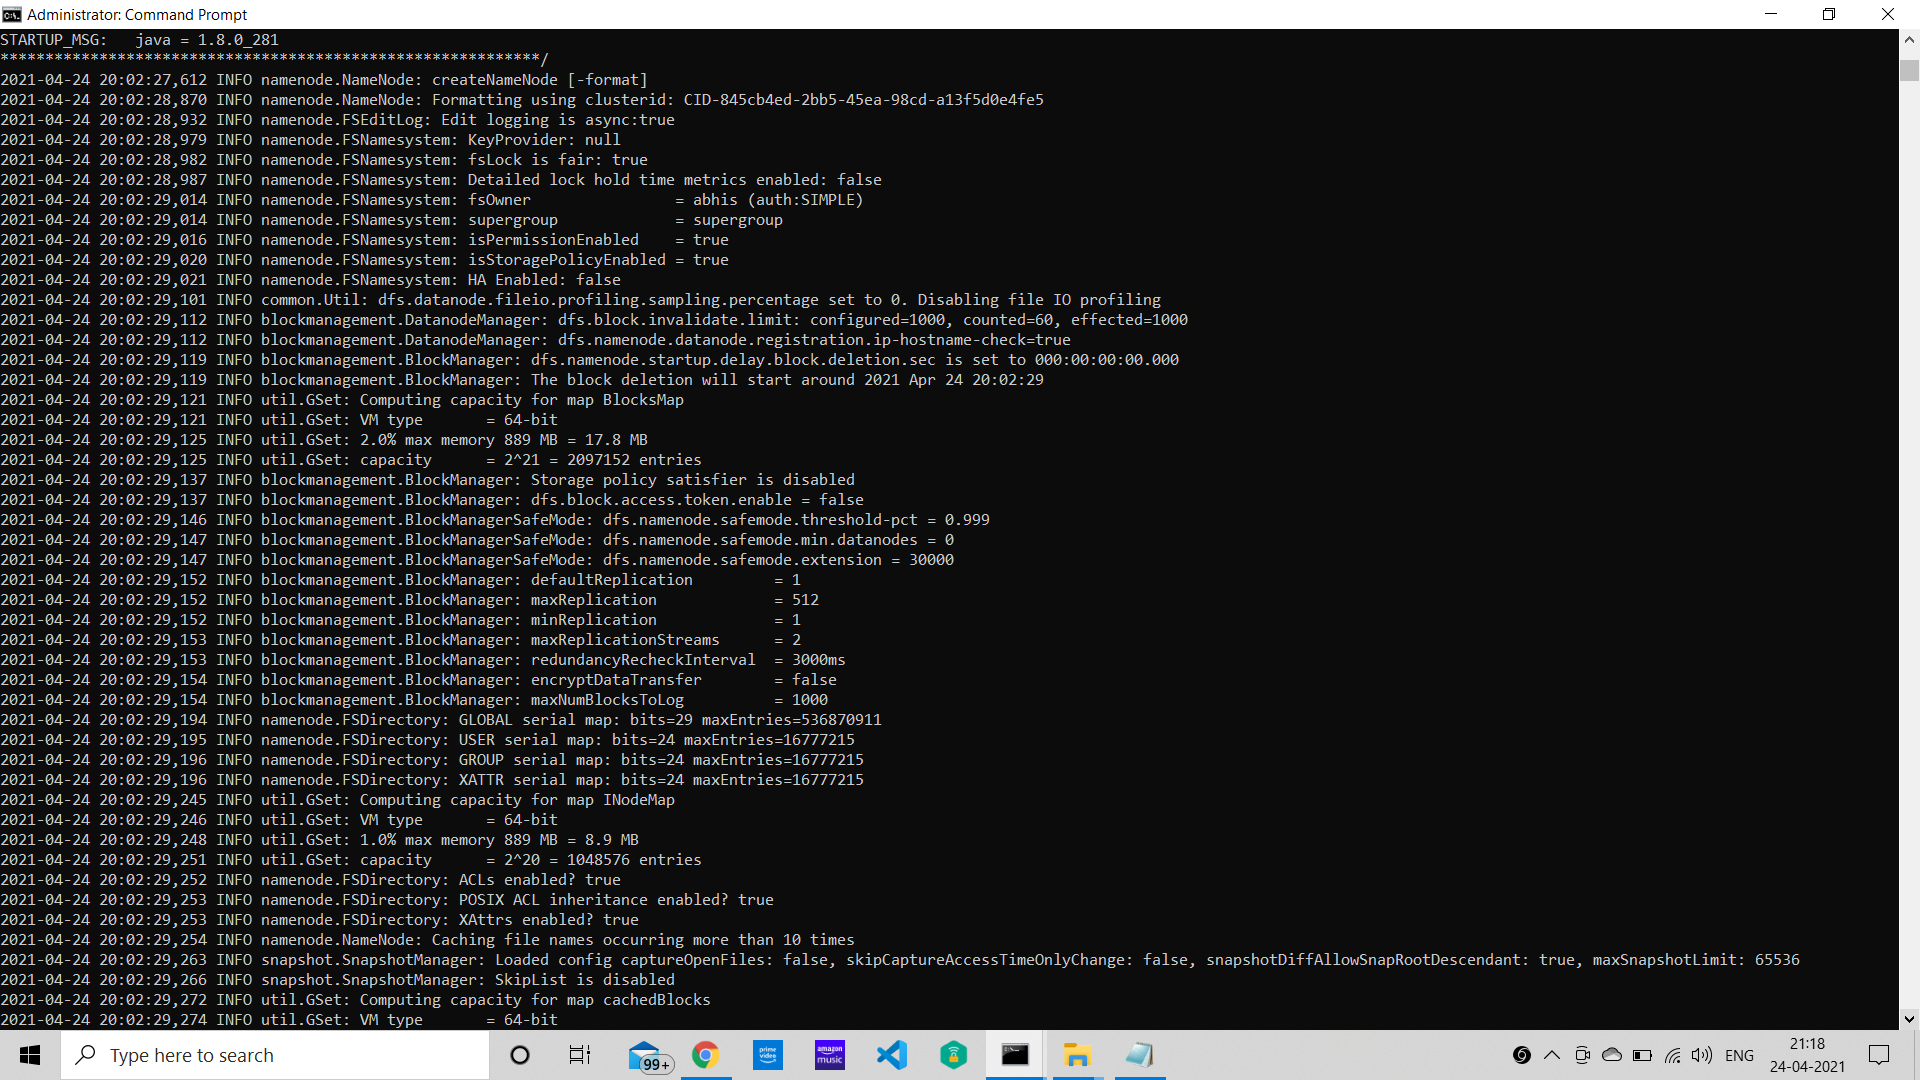 Administrator: Command Prompt
STARTUP_MSG:   java = 1.8.0_281
************************************************************/
2021-04-24 20:02:27,612 INFO namenode.NameNode: createNameNode [-format]
2021-04-24 20:02:28,870 INFO namenode.NameNode: Formatting using clusterid: CID-845cb4ed-2bb5-45ea-98cd-a13f5d0e4fe5
2021-04-24 20:02:28,932 INFO namenode.FSEditLog: Edit logging is async:true
2021-04-24 20:02:28,979 INFO namenode.FSNamesystem: KeyProvider: null
2021-04-24 20:02:28,982 INFO namenode.FSNamesystem: fsLock is fair: true
2021-04-24 20:02:28,987 INFO namenode.FSNamesystem: Detailed lock hold time metrics enabled: false
2021-04-24 20:02:29,014 INFO namenode.FSNamesystem: fsOwner                = abhis (auth:SIMPLE)
2021-04-24 20:02:29,014 INFO namenode.FSNamesystem: supergroup             = supergroup
2021-04-24 20:02:29,016 INFO namenode.FSNamesystem: isPermissionEnabled    = true
2021-04-24 20:02:29,020 INFO namenode.FSNamesystem: isStoragePolicyEnabled = true
2021-04-24 20:02:29,021 INFO namenode.FSNamesystem: HA Enabled: false
2021-04-24 20:02:29,101 INFO common.Util: dfs.datanode.fileio.profiling.sampling.percentage set to 0. Disabling file IO profiling
2021-04-24 20:02:29,112 INFO blockmanagement.DatanodeManager: dfs.block.invalidate.limit: configured=1000, counted=60, effected=1000
2021-04-24 20:02:29,112 INFO blockmanagement.DatanodeManager: dfs.namenode.datanode.registration.ip-hostname-check=true
2021-04-24 20:02:29,119 INFO blockmanagement.BlockManager: dfs.namenode.startup.delay.block.deletion.sec is set to 000:00:00:00.000
2021-04-24 20:02:29,119 INFO blockmanagement.BlockManager: The block deletion will start around 2021 Apr 24 20:02:29
2021-04-24 20:02:29,121 INFO util.GSet: Computing capacity for map BlocksMap
2021-04-24 20:02:29,121 INFO util.GSet: VM type       = 64-bit
2021-04-24 20:02:29,125 INFO util.GSet: 2.0% max memory 889 MB = 17.8 MB
2021-04-24 20:02:29,125 INFO util.GSet: capacity      = 2^21 = 2097152 entries
2021-04-24 20:02:29,137 INFO blockmanagement.BlockManager: Storage policy satisfier is disabled
2021-04-24 20:02:29,137 INFO blockmanagement.BlockManager: dfs.block.access.token.enable = false
2021-04-24 20:02:29,146 INFO blockmanagement.BlockManagerSafeMode: dfs.namenode.safemode.threshold-pct = 0.999
2021-04-24 20:02:29,147 INFO blockmanagement.BlockManagerSafeMode: dfs.namenode.safemode.min.datanodes = 0
2021-04-24 20:02:29,147 INFO blockmanagement.BlockManagerSafeMode: dfs.namenode.safemode.extension = 30000
2021-04-24 20:02:29,152 INFO blockmanagement.BlockManager: defaultReplication         = 1
2021-04-24 20:02:29,152 INFO blockmanagement.BlockManager: maxReplication             = 512
2021-04-24 20:02:29,152 INFO blockmanagement.BlockManager: minReplication             = 1
2021-04-24 20:02:29,153 INFO blockmanagement.BlockManager: maxReplicationStreams      = 2
2021-04-24 20:02:29,153 INFO blockmanagement.BlockManager: redundancyRecheckInterval  = 3000ms
2021-04-24 20:02:29,154 INFO blockmanagement.BlockManager: encryptDataTransfer        = false
2021-04-24 20:02:29,154 INFO blockmanagement.BlockManager: maxNumBlocksToLog          = 1000
2021-04-24 20:02:29,194 INFO namenode.FSDirectory: GLOBAL serial map: bits=29 maxEntries=536870911
2021-04-24 20:02:29,195 INFO namenode.FSDirectory: USER serial map: bits=24 maxEntries=16777215
2021-04-24 20:02:29,196 INFO namenode.FSDirectory: GROUP serial map: bits=24 maxEntries=16777215
2021-04-24 20:02:29,196 INFO namenode.FSDirectory: XATTR serial map: bits=24 maxEntries=16777215
2021-04-24 20:02:29,245 INFO util.GSet: Computing capacity for map INodeMap
2021-04-24 20:02:29,246 INFO util.GSet: VM type       = 64-bit
2021-04-24 20:02:29,248 INFO util.GSet: 1.0% max memory 889 MB = 8.9 MB
2021-04-24 20:02:29,251 INFO util.GSet: capacity      = 2^20 = 1048576 entries
2021-04-24 20:02:29,252 INFO namenode.FSDirectory: ACLs enabled? true
2021-04-24 20:02:29,253 INFO namenode.FSDirectory: POSIX ACL inheritance enabled? true
2021-04-24 20:02:29,253 INFO namenode.FSDirectory: XAttrs enabled? true
2021-04-24 20:02:29,254 INFO namenode.NameNode: Caching file names occurring more than 10 times
2021-04-24 20:02:29,263 INFO snapshot.SnapshotManager: Loaded config captureOpenFiles: false, skipCaptureAccessTimeOnlyChange: false, snapshotDiffAllowSnapRootDescendant: true, maxSnapshotLimit: 65536
2021-04-24 20:02:29,266 INFO snapshot.SnapshotManager: SkipList is disabled
2021-04-24 20:02:29,272 INFO util.GSet: Computing capacity for map cachedBlocks
2021-04-24 20:02:29,274 INFO util.GSet: VM type       = 64-bit
Type here to search
99+
prime video
amazon music
ENG
21:18
24-04-2021